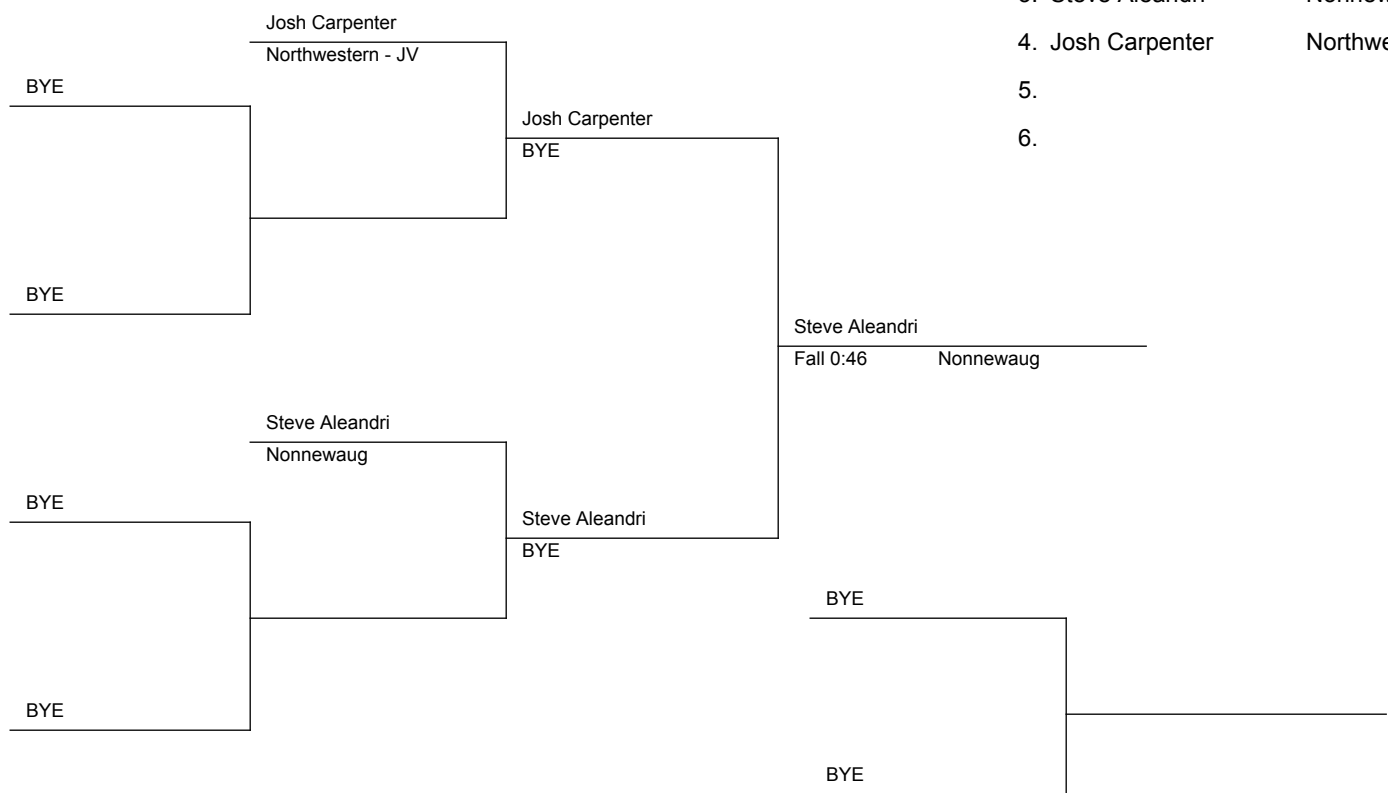 Josh Carpenter
Northwestern - JV
4. Josh Carpenter
BYE
5.
Josh Carpenter
BYE
6.
BYE
Steve Aleandri
Fall 0:46 Nonnewaug
Steve Aleandri
Nonnewaug
BYE
Steve Aleandri
BYE
BYE
BYE
BYE